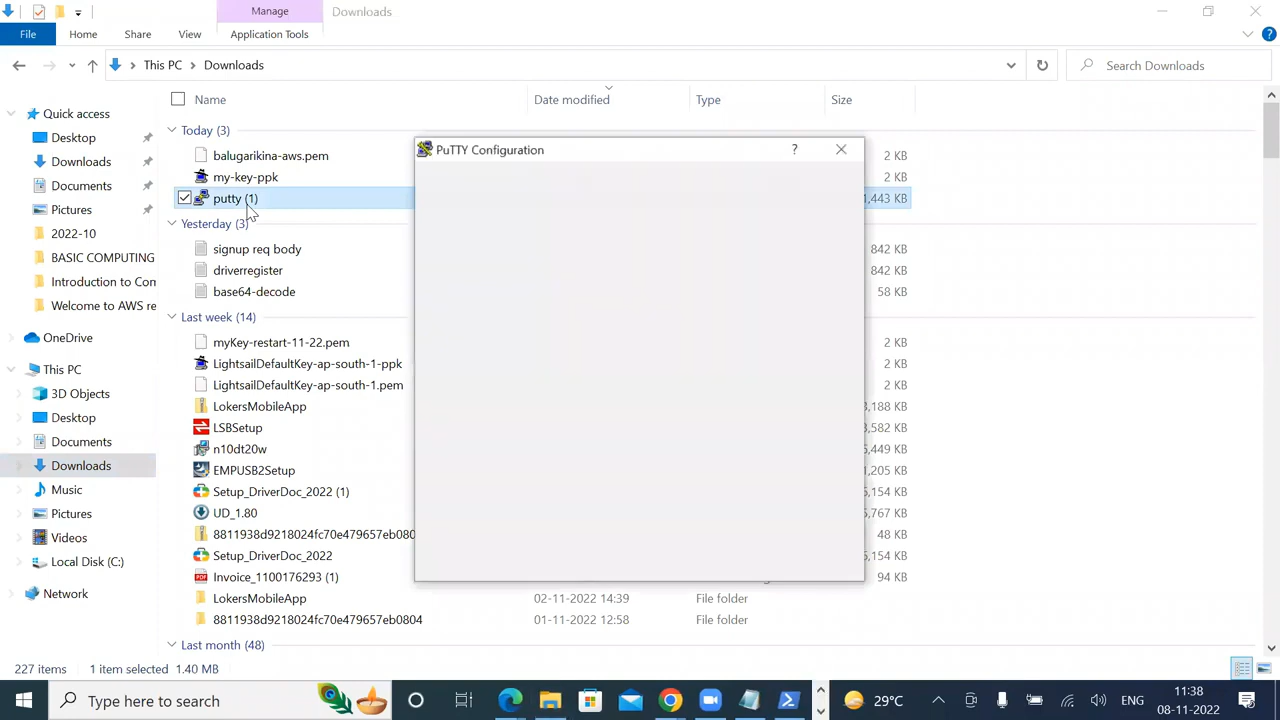 Manage
Downloads
File
Home
Share
View
Application Tools
This PC
Downloads
Search Downloads
Name
Date modified
Type
Size
Quick access
Desktop
Downloads
Documents
Pictures
2022-10
BASIC COMPUTING
Introduction to Com
Welcome to AWS re
OneDrive
This PC
3D Objects
Desktop
Documents
Downloads
Music
Pictures
Videos
Local Disk (C:)
Network
Today (3)
balugarikina-aws.pem
2 KB
my-key-ppk
2 KB
putty (1)
1,443 KB
Yesterday (3)
signup req body
842 KB
driverregister
842 KB
base64-decode
58 KB
Last week (14)
myKey-restart-11-22.pem
2 KB
LightsailDefaultKey-ap-south-1-ppk
2 KB
LightsailDefaultKey-ap-south-1.pem
2 KB
LokersMobileApp
,188 KB
LSBSetup
,582 KB
n10dt20w
,449 KB
EMPUSB2Setup
,205 KB
Setup_DriverDoc_2022 (1)
,154 KB
UD_1.80
,767 KB
8811938d9218024fc70e479657eb0804
48 KB
Setup_DriverDoc_2022
,154 KB
Invoice_1100176293 (1)
94 KB
LokersMobileApp
02-11-2022 14:39
File folder
8811938d9218024fc70e479657eb0804
01-11-2022 12:58
File folder
Last month (48)
PuTTY Configuration
?
227 items
1 item selected 1.40 MB
Type here to search
29°C
ENG
11:38
08-11-2022